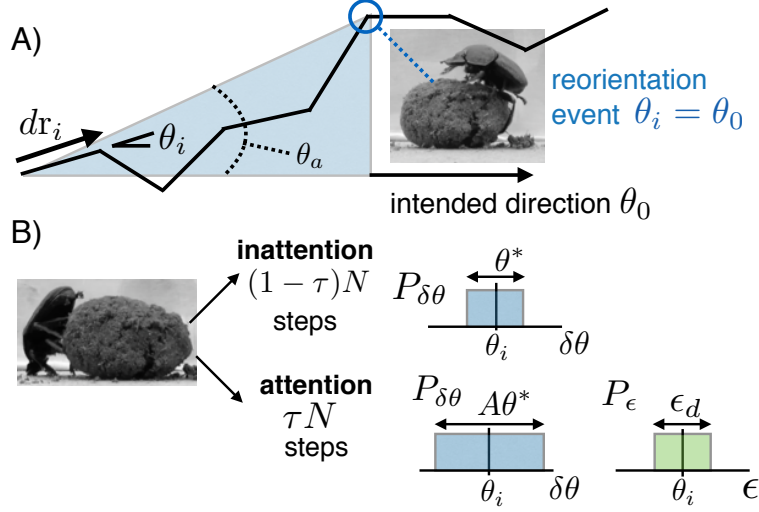 A)
dr_i
θ_i
θ_a
reorientation
event θ_i = θ_0
intended direction θ_0
B)
inattention
(1 − τ)N
steps
P_δθ
θ*
θ_i
δθ
attention
τN
steps
P_δθ
Aθ*
θ_i
δθ
P_ϵ
ϵ_d
θ_i
ϵ